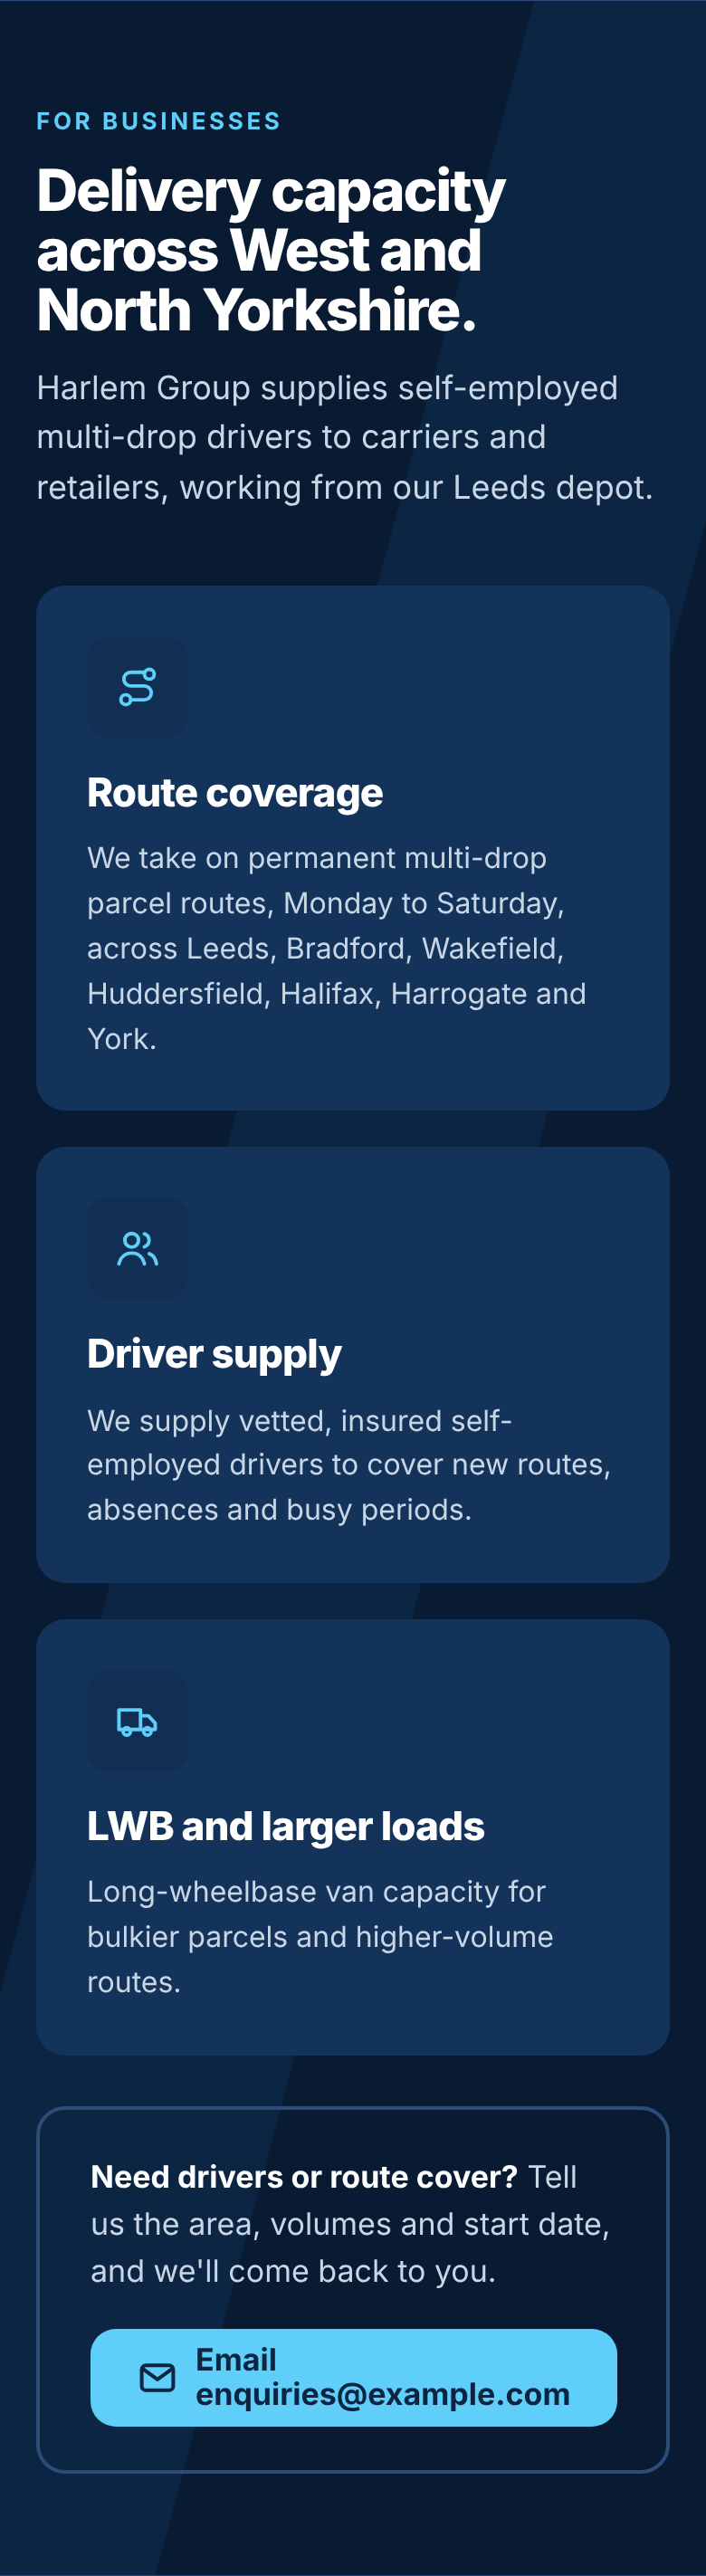 FOR BUSINESSES
Delivery capacity
across West and
North Yorkshire.
Harlem Group supplies self-employed
multi-drop drivers to carriers and
retailers, working from our Leeds depot.
Route coverage
We take on permanent multi-drop
parcel routes, Monday to Saturday,
across Leeds, Bradford, Wakefield,
Huddersfield, Halifax, Harrogate and
York.
Driver supply
We supply vetted, insured self-
employed drivers to cover new routes,
absences and busy periods.
LWB and larger loads
Long-wheelbase van capacity for
bulkier parcels and higher-volume
routes.
Need drivers or route cover? Tell
us the area, volumes and start date,
and we'll come back to you.
Email
enquiries@example.com